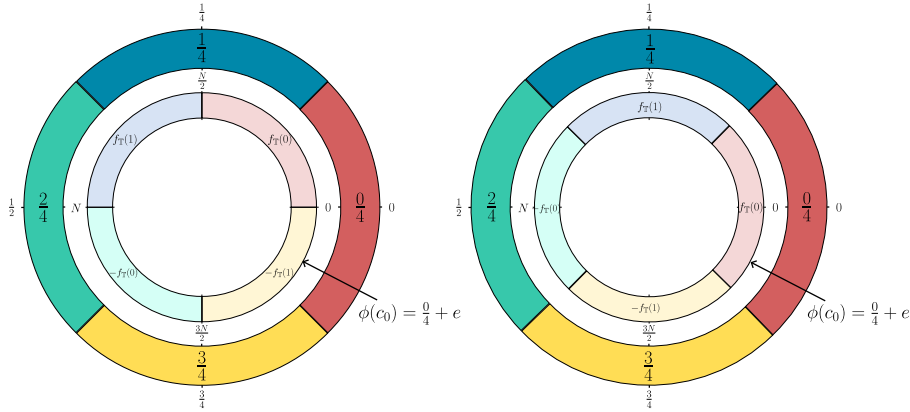 1/4
1/4
N/2
f_𝕋(1)
f_𝕋(0)
1/2
2/4
N
0
0/4
0
−f_𝕋(0)
−f_𝕋(1)
ϕ(c₀) = 0/4 + e
3N/2
3/4
3/4
1/4
1/4
N/2
f_𝕋(1)
1/2
2/4
N
−f_𝕋(0)
f_𝕋(0)
0
0/4
0
−f_𝕋(1)
ϕ(c₀) = 0/4 + e
3N/2
3/4
3/4